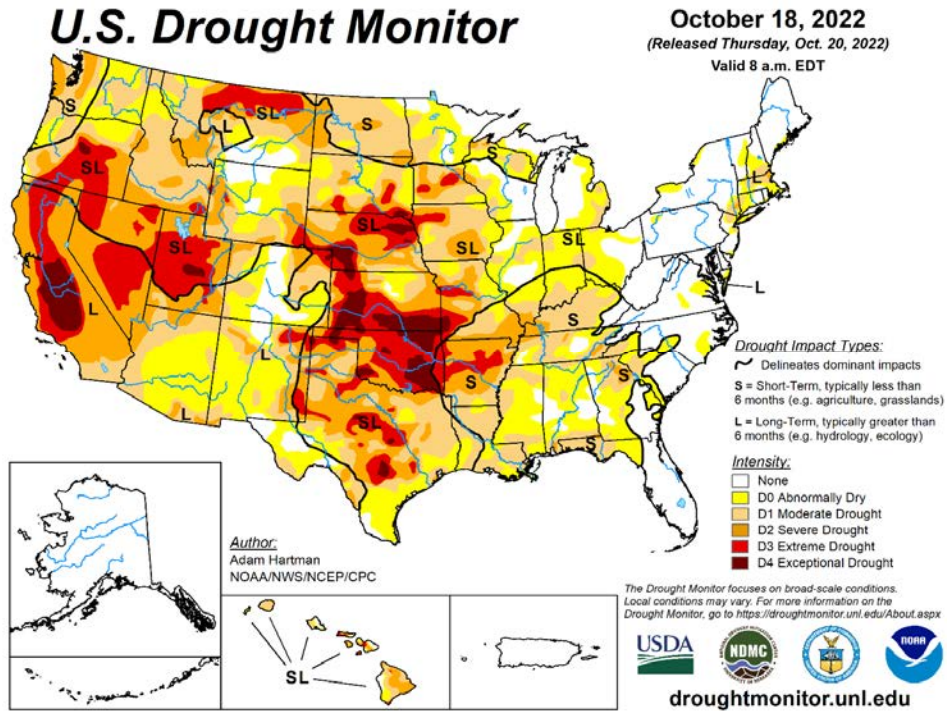 U.S. Drought Monitor
October 18, 2022
(Released Thursday, Oct. 20, 2022)
Valid 8 a.m. EDT
S
SL
L
S
SL
S
L
SL
SL
SL
SL
L
S
L
L
S
S
L
SL
S
Drought Impact Types:
Delineates dominant impacts
S = Short-Term, typically less than
6 months (e.g. agriculture, grasslands)
L = Long-Term, typically greater than
6 months (e.g. hydrology, ecology)
Intensity:
None
D0 Abnormally Dry
D1 Moderate Drought
D2 Severe Drought
D3 Extreme Drought
D4 Exceptional Drought
Author:
Adam Hartman
NOAA/NWS/NCEP/CPC
SL
The Drought Monitor focuses on broad-scale conditions.
Local conditions may vary. For more information on the
Drought Monitor, go to https://droughtmonitor.unl.edu/About.aspx
USDA
NDMC
NOAA
droughtmonitor.unl.edu